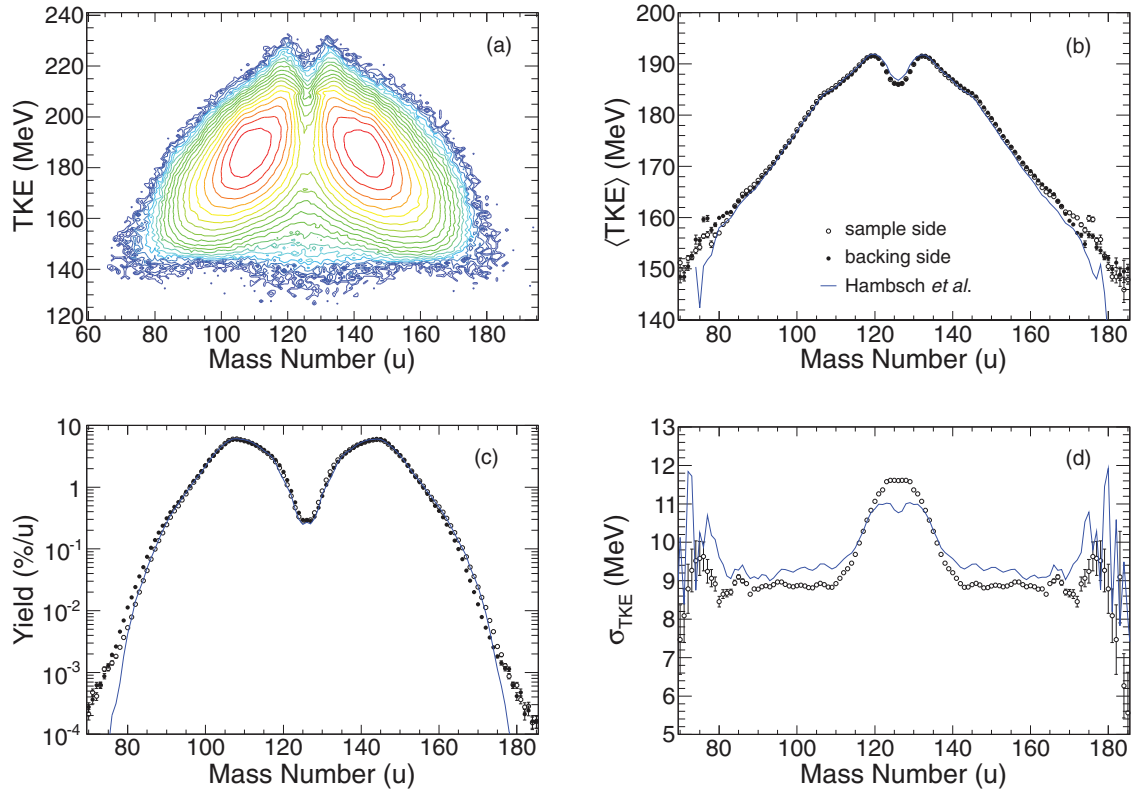 (a)
TKE (MeV)
220
200
180
160
140
120
60 80 100 120 140 160 180
Mass Number (u)
(b)
⟨TKE⟩ (MeV)
200
190
180
170
160
150
140
sample side
backing side
Hambsch et al.
80 100 120 140 160 180
Mass Number (u)
(c)
Yield (%/u)
10
1
10⁻¹
10⁻²
10⁻³
10⁻⁴
80 100 120 140 160 180
Mass Number (u)
(d)
σTKE (MeV)
13
12
11
10
9
8
7
6
5
80 100 120 140 160 180
Mass Number (u)